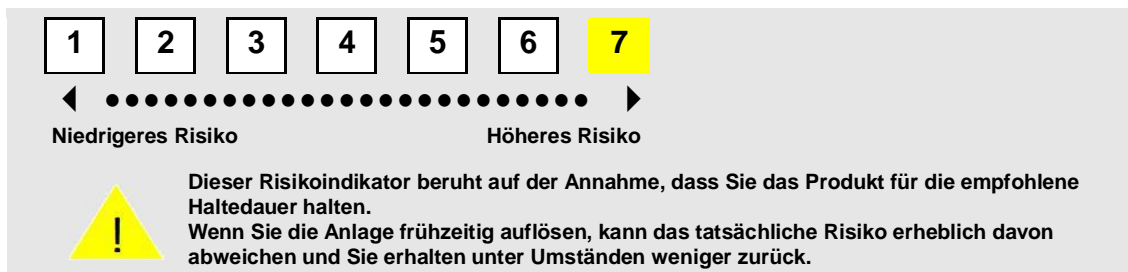 1 2 3 4 5 6 7
Niedrigeres Risiko Höheres Risiko
Dieser Risikoindikator beruht auf der Annahme, dass Sie das Produkt für die empfohlene
Haltedauer halten.
Wenn Sie die Anlage frühzeitig auflösen, kann das tatsächliche Risiko erheblich davon
abweichen und Sie erhalten unter Umständen weniger zurück.
!